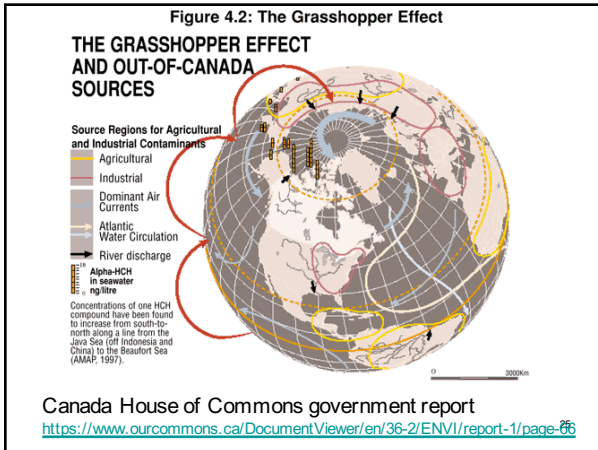 Figure 4.2: The Grasshopper Effect
THE GRASSHOPPER EFFECT
AND OUT-OF-CANADA
SOURCES
Source Regions for Agricultural
and Industrial Contaminants
Agricultural
Industrial
Dominant Air
Currents
Atlantic
Water Circulation
River discharge
10
0
Alpha-HCH
in seawater
ng/litre
Concentrations of one HCH
compound have been found
to increase from south-to-
north along a line from the
Java Sea (off Indonesia and
China) to the Beaufort Sea
(AMAP, 1997).
0 3000Km
Canada House of Commons government report
https://www.ourcommons.ca/DocumentViewer/en/36-2/ENVI/report-1/page-66
25